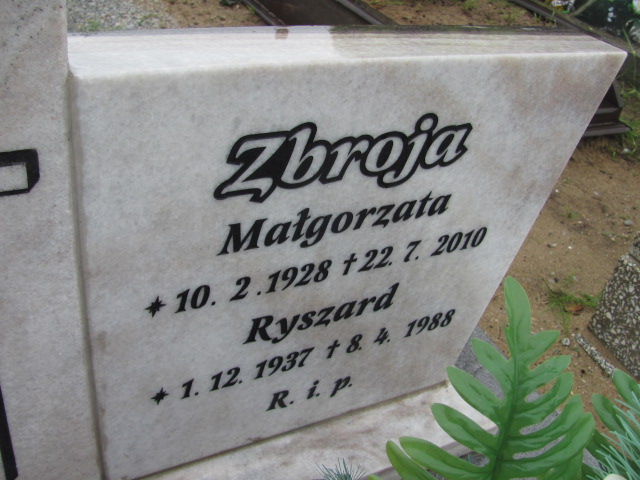 Zbroja
Małgorzata
* 10. 2. 1928 † 22. 7. 2010
Ryszard
* 1. 12. 1937 † 8. 4. 1988
R. i. p.